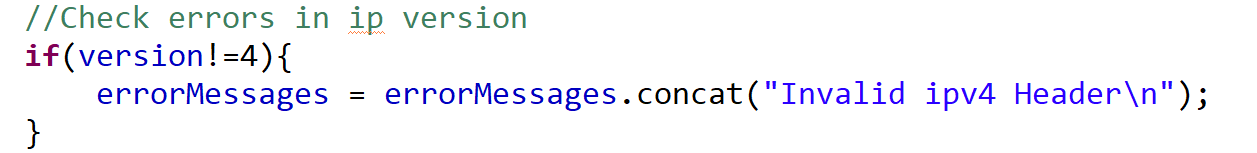 //Check errors in ip version
if(version!=4){
    errorMessages = errorMessages.concat("Invalid ipv4 Header\n");
}